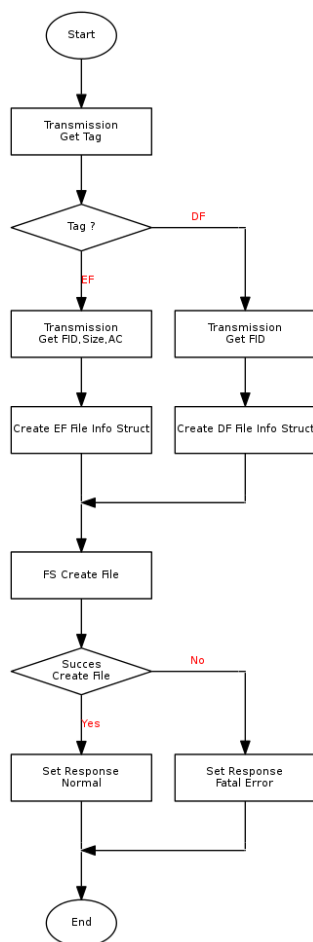 Start
Transmission
Get Tag
Tag ?
DF
EF
Transmission
Get FID,Size,AC
Transmission
Get FID
Create EF File Info Struct
Create DF File Info Struct
FS Create File
Succes
Create File
No
Yes
Set Response
Normal
Set Response
Fatal Error
End